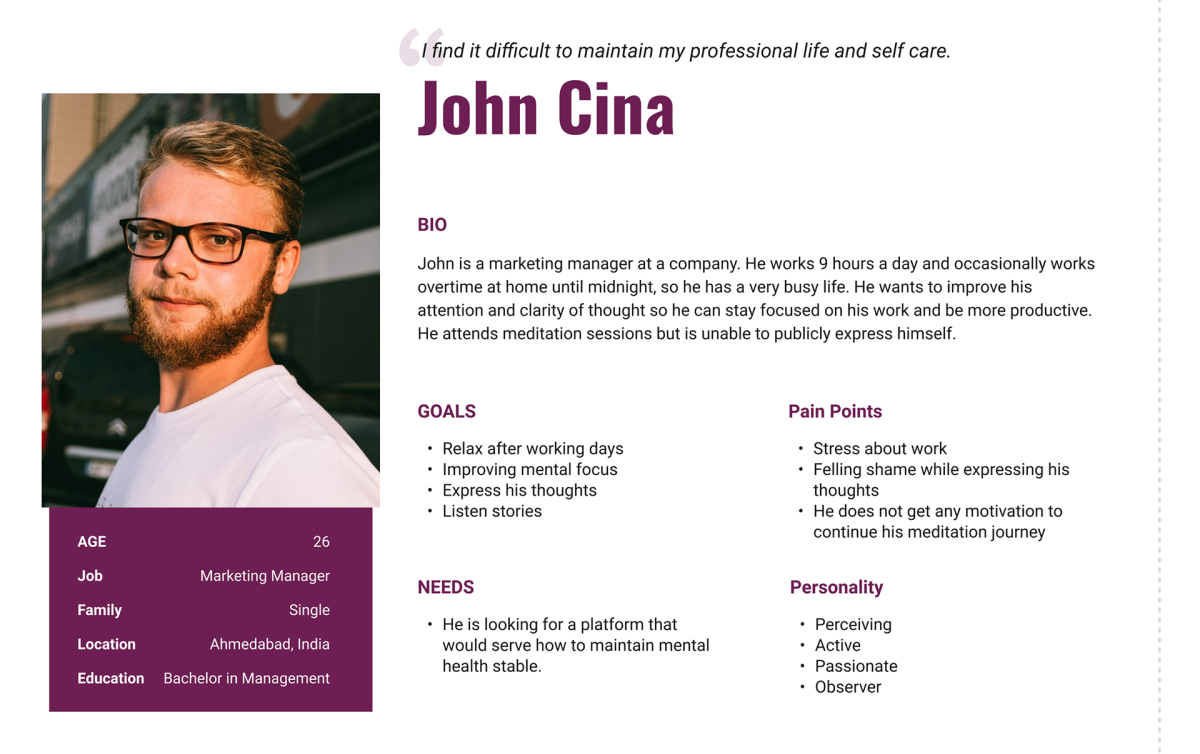 I find it difficult to maintain my professional life and self care.
John Cina
BIO
John is a marketing manager at a company. He works 9 hours a day and occasionally works
overtime at home until midnight, so he has a very busy life. He wants to improve his
attention and clarity of thought so he can stay focused on his work and be more productive.
He attends meditation sessions but is unable to publicly express himself.
GOALS
• Relax after working days
• Improving mental focus
• Express his thoughts
• Listen stories
Pain Points
• Stress about work
• Felling shame while expressing his
thoughts
• He does not get any motivation to
continue his meditation journey
AGE 26
Job Marketing Manager
Family Single
Location Ahmedabad, India
Education Bachelor in Management
NEEDS
• He is looking for a platform that
would serve how to maintain mental
health stable.
Personality
• Perceiving
• Active
• Passionate
• Observer